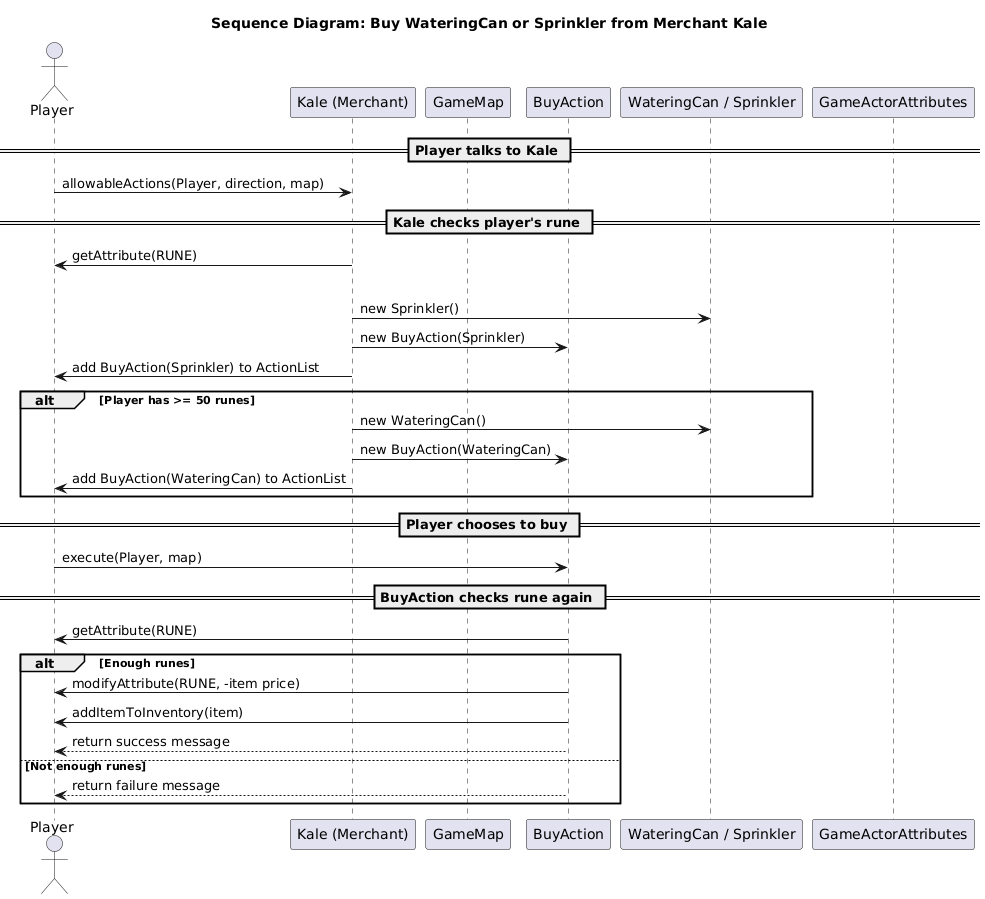 Sequence Diagram: Buy WateringCan or Sprinkler from Merchant Kale
Player
Kale (Merchant)
GameMap
BuyAction
WateringCan / Sprinkler
GameActorAttributes
Player talks to Kale
allowableActions(Player, direction, map)
Kale checks player's rune
getAttribute(RUNE)
new Sprinkler()
new BuyAction(Sprinkler)
add BuyAction(Sprinkler) to ActionList
alt
[Player has >= 50 runes]
new WateringCan()
new BuyAction(WateringCan)
add BuyAction(WateringCan) to ActionList
Player chooses to buy
execute(Player, map)
BuyAction checks rune again
getAttribute(RUNE)
alt
[Enough runes]
modifyAttribute(RUNE, -item price)
addItemToInventory(item)
return success message
[Not enough runes]
return failure message
Player
Kale (Merchant)
GameMap
BuyAction
WateringCan / Sprinkler
GameActorAttributes